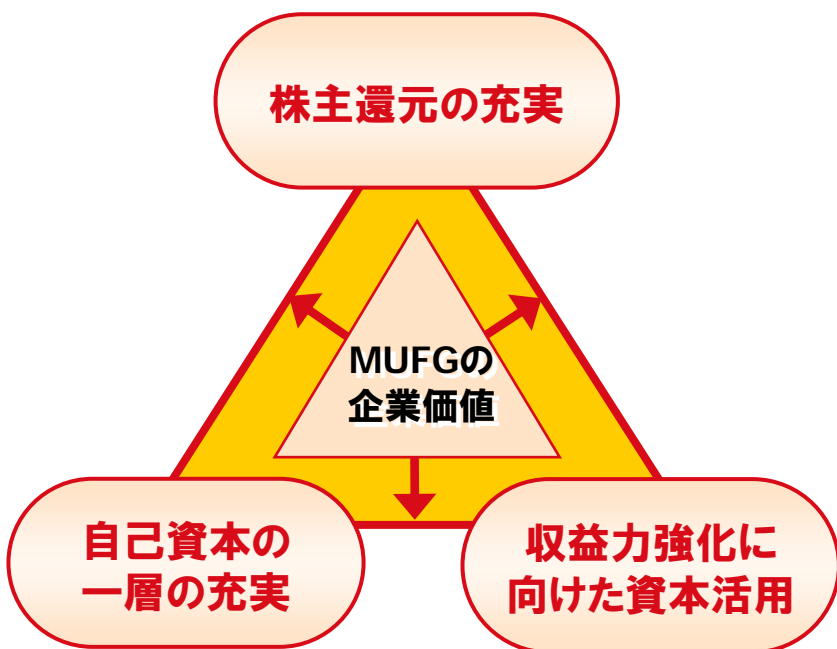 株主還元の充実
MUFGの
企業価値
自己資本の
一層の充実
収益力強化に
向けた資本活用